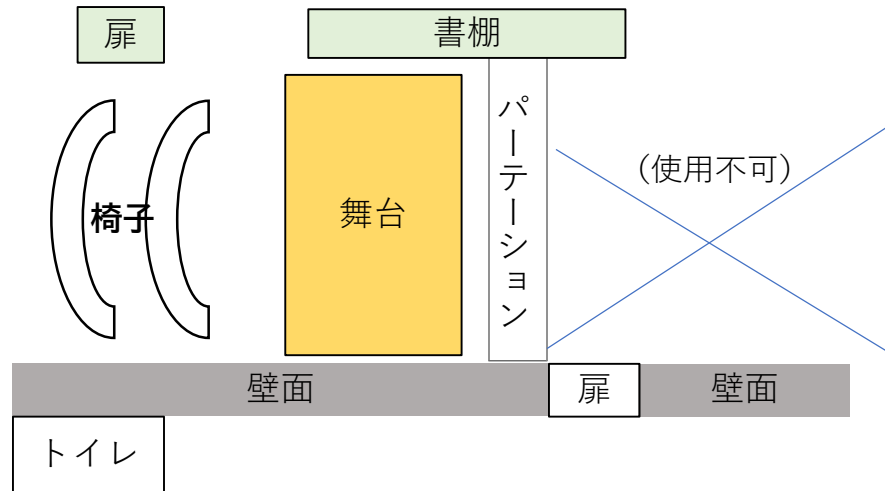 扉
書棚
パーテーション
(使用不可)
椅子
舞台
壁面
扉
壁面
トイレ